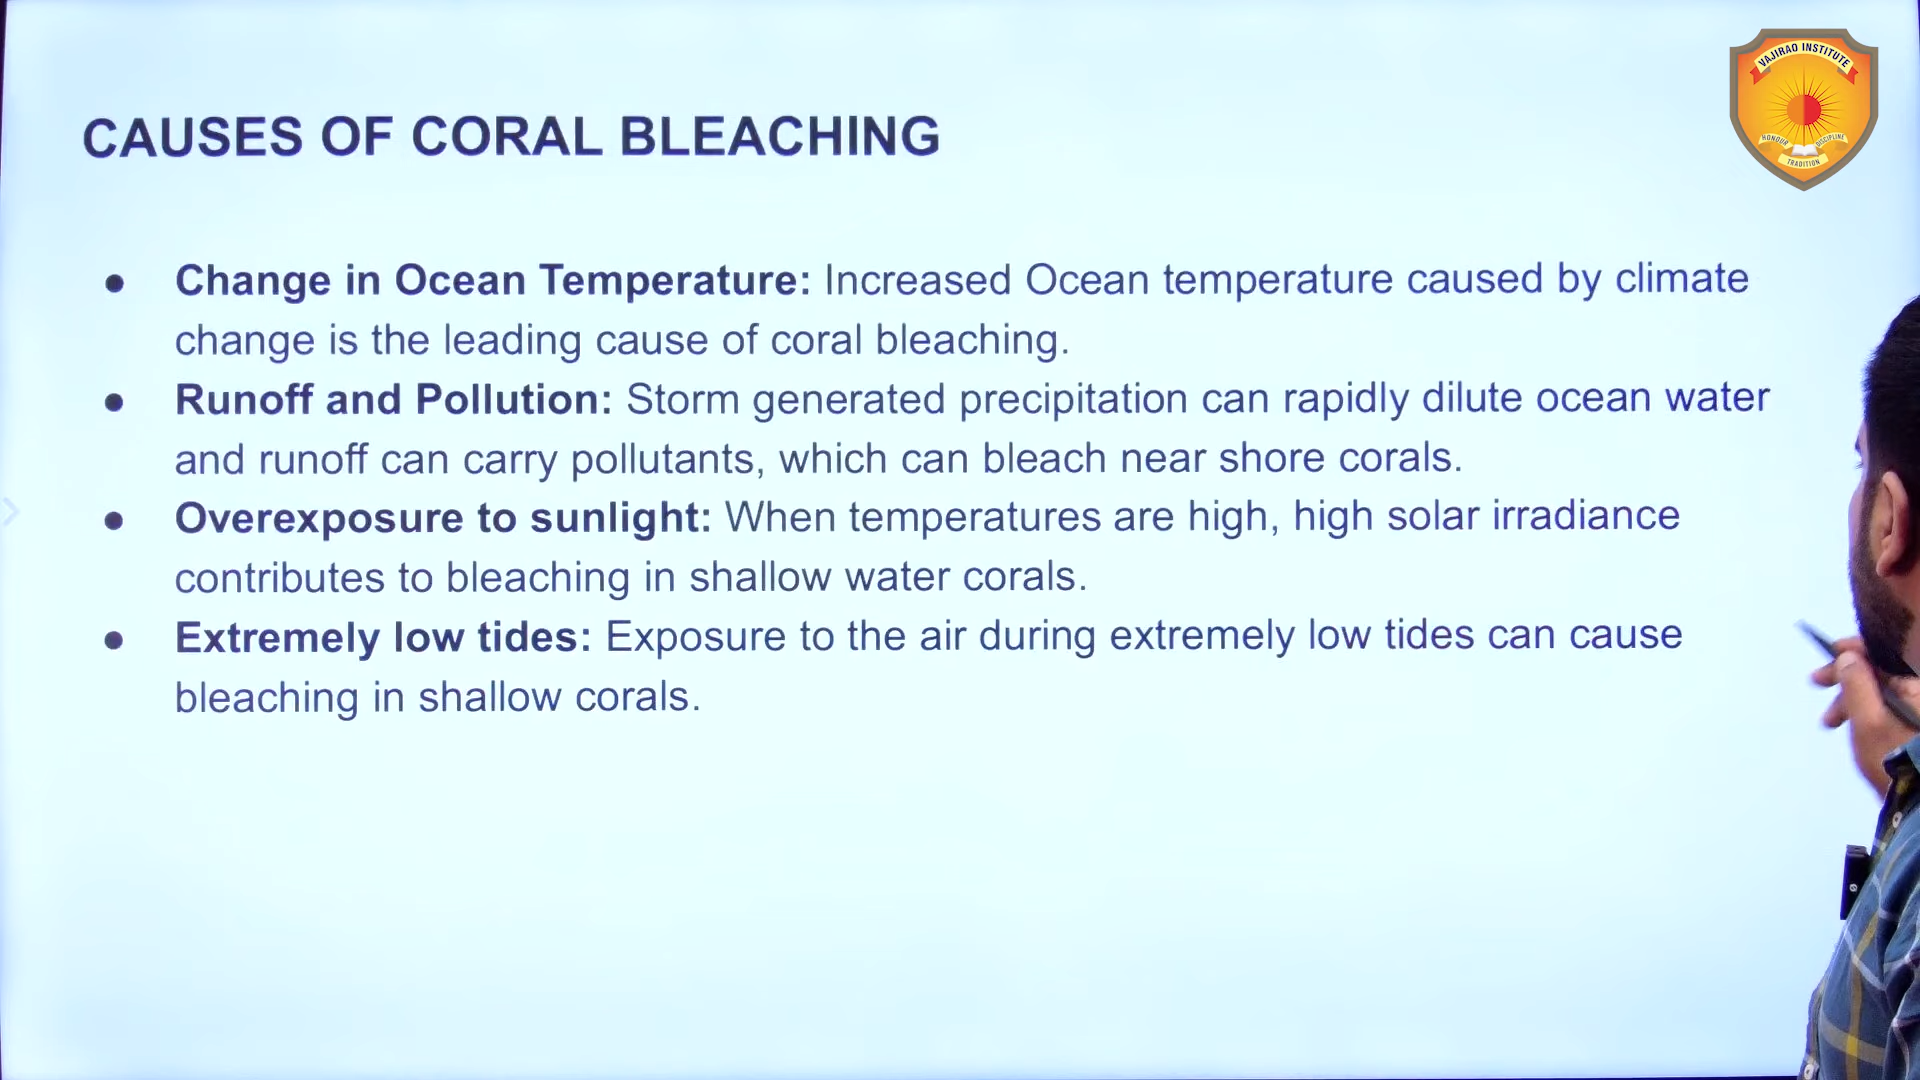 VAJIRAO INSTITUTE
HONOUR
DISCIPLINE
TRADITION
CAUSES OF CORAL BLEACHING
● Change in Ocean Temperature: Increased Ocean temperature caused by climate
change is the leading cause of coral bleaching.
● Runoff and Pollution: Storm generated precipitation can rapidly dilute ocean water
and runoff can carry pollutants, which can bleach near shore corals.
● Overexposure to sunlight: When temperatures are high, high solar irradiance
contributes to bleaching in shallow water corals.
● Extremely low tides: Exposure to the air during extremely low tides can cause
bleaching in shallow corals.